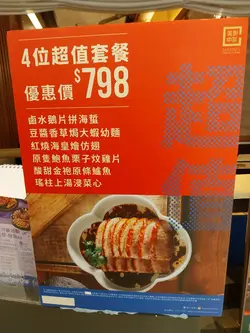 4位超值套餐
優惠價$798
鹵水鵝片拼海蜇
豆醬香草焗大蝦幼麵
紅燒海皇燴仿翅
原隻鮑魚栗子炆雞片
酸甜金袍原條鱸魚
瑤柱上湯浸菜心
超值